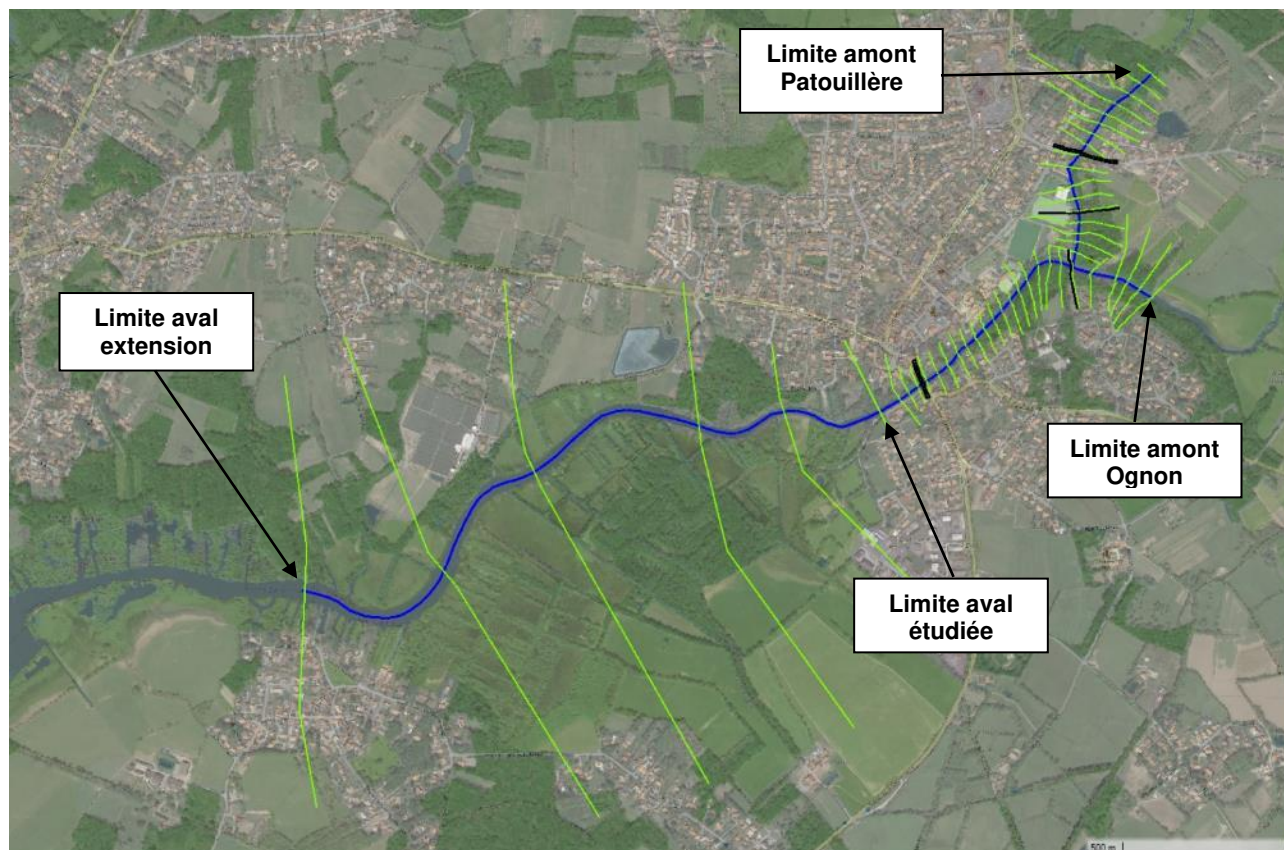 Limite amont
Patouillère
Limite aval
extension
Limite amont
Ognon
Limite aval
étudiée
500 m